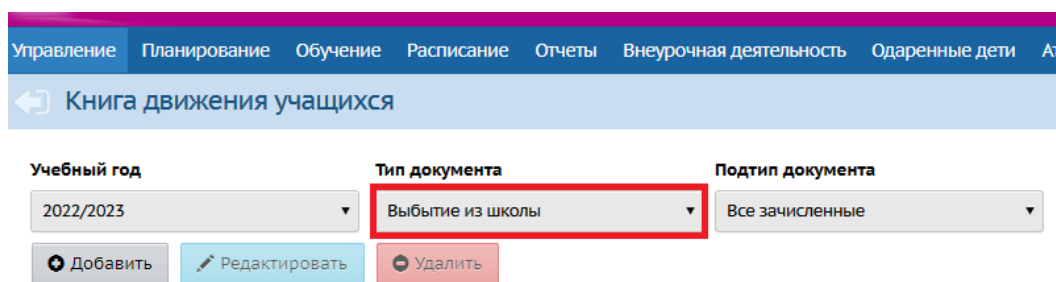 Управление Планирование Обучение Расписание Отчеты Внеурочная деятельность Одаренные дети
Книга движения учащихся
Учебный год Тип документа Подтип документа
2022/2023 Выбытие из школы Все зачисленные
Добавить Редактировать Удалить